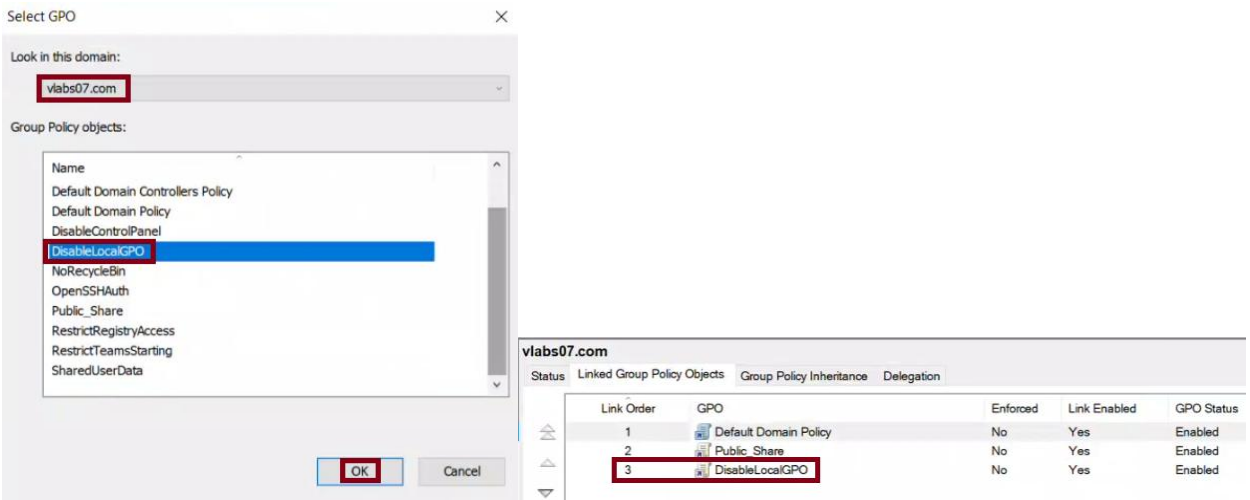 Select GPO
Look in this domain:
vlabs07.com
Group Policy objects:
Name
Default Domain Controllers Policy
Default Domain Policy
DisableControlPanel
DisableLocalGPO
NoRecycleBin
OpenSSHAuth
Public_Share
RestrictRegistryAccess
RestrictTeamsStarting
SharedUserData
OK Cancel
vlabs07.com
Status Linked Group Policy Objects Group Policy Inheritance Delegation
Link Order GPO Enforced Link Enabled GPO Status
1 Default Domain Policy No Yes Enabled
2 Public_Share No Yes Enabled
3 DisableLocalGPO No Yes Enabled